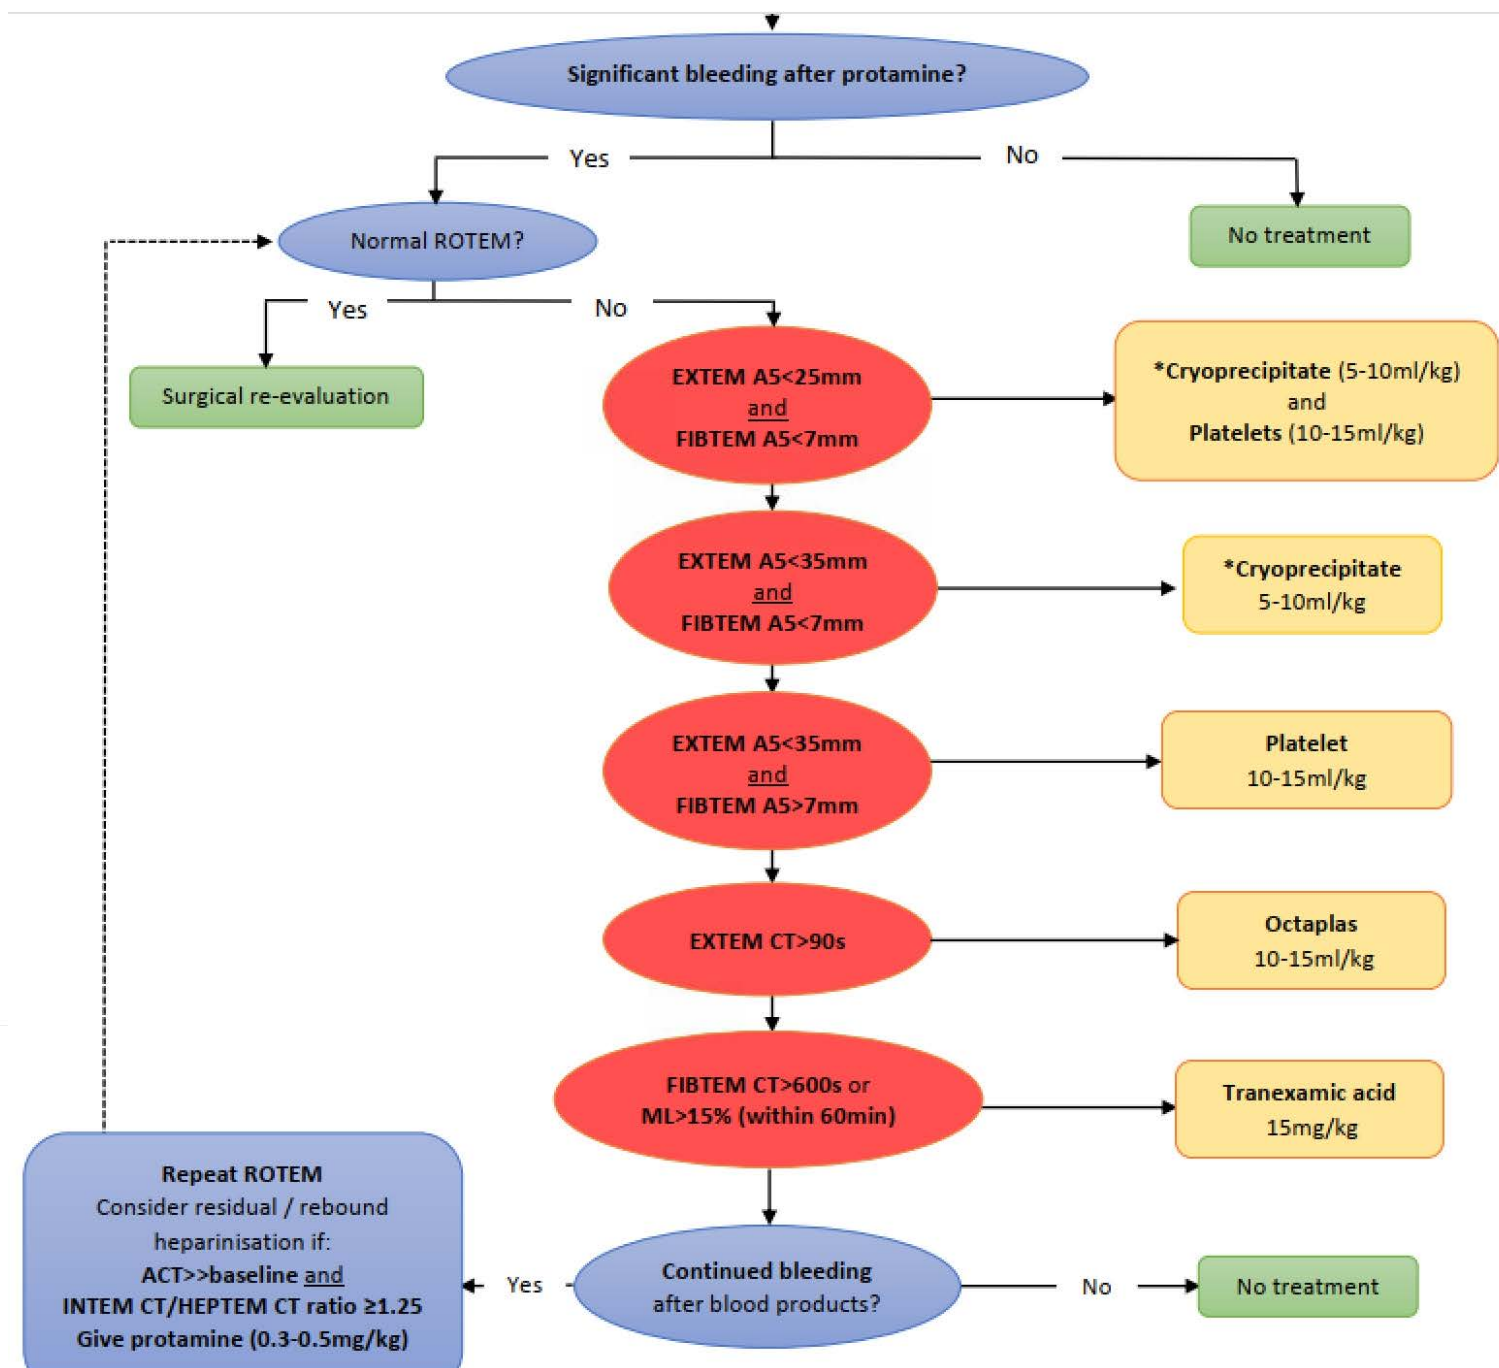 Significant bleeding after protamine?
Yes
No
Normal ROTEM?
No treatment
Yes
No
Surgical re-evaluation
EXTEM A5<25mm
and
FIBTEM A5<7mm
*Cryoprecipitate (5-10ml/kg)
and
Platelets (10-15ml/kg)
EXTEM A5<35mm
and
FIBTEM A5<7mm
*Cryoprecipitate
5-10ml/kg
EXTEM A5<35mm
and
FIBTEM A5>7mm
Platelet
10-15ml/kg
EXTEM CT>90s
Octaplas
10-15ml/kg
FIBTEM CT>600s or
ML>15% (within 60min)
Tranexamic acid
15mg/kg
Repeat ROTEM
Consider residual / rebound
heparinisation if:
ACT>>baseline and
INTEM CT/HEPTEM CT ratio ≥1.25
Give protamine (0.3-0.5mg/kg)
Yes
Continued bleeding
after blood products?
No
No treatment